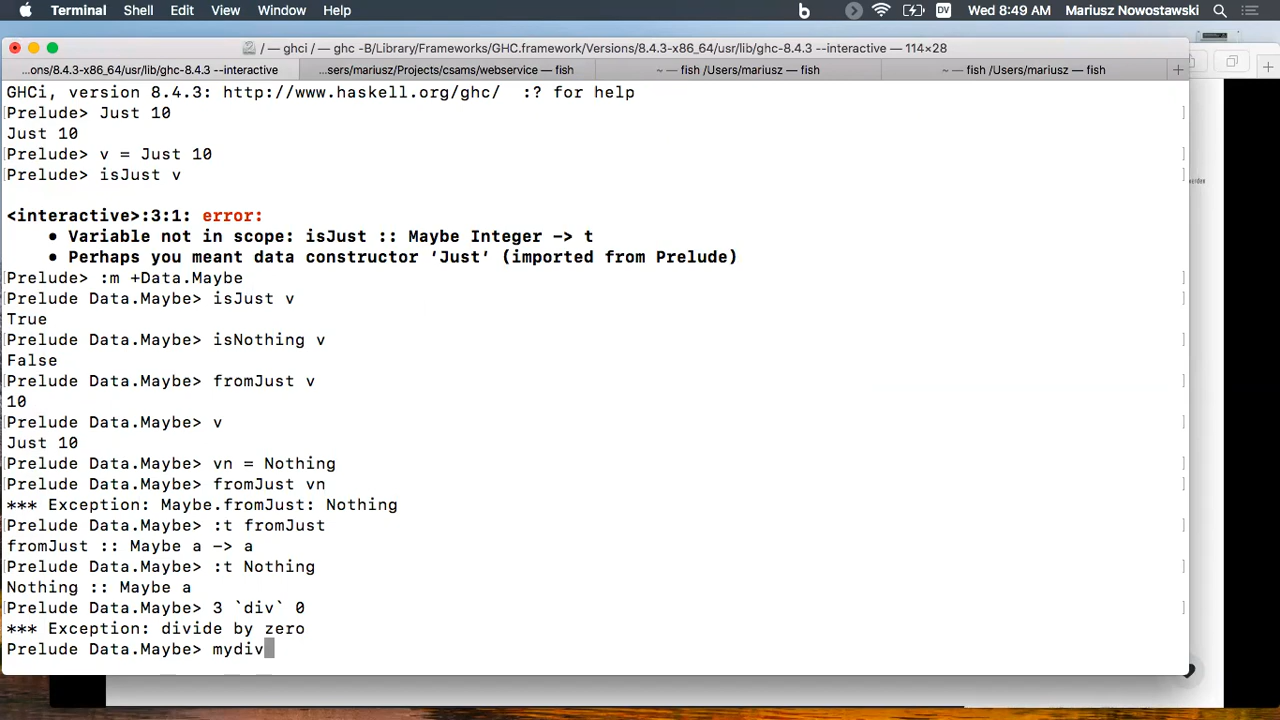 Terminal Shell Edit View Window Help DV Wed 8:49 AM Mariusz Nowostawski
/ — ghci / — ghc -B/Library/Frameworks/GHC.framework/Versions/8.4.3-x86_64/usr/lib/ghc-8.4.3 --interactive — 114×28
...ons/8.4.3-x86_64/usr/lib/ghc-8.4.3 --interactive ...sers/mariusz/Projects/csams/webservice — fish ~ — fish /Users/mariusz — fish ~ — fish /Users/mariusz — fish
GHCi, version 8.4.3: http://www.haskell.org/ghc/  :? for help
Prelude> Just 10
Just 10
[Prelude> v = Just 10 ]
[Prelude> isJust v ]
<interactive>:3:1: error:
• Variable not in scope: isJust :: Maybe Integer -> t
• Perhaps you meant data constructor ‘Just’ (imported from Prelude)
[Prelude> :m +Data.Maybe ]
[Prelude Data.Maybe> isJust v ]
True
[Prelude Data.Maybe> isNothing v ]
False
[Prelude Data.Maybe> fromJust v ]
10
[Prelude Data.Maybe> v ]
Just 10
[Prelude Data.Maybe> vn = Nothing ]
[Prelude Data.Maybe> fromJust vn ]
*** Exception: Maybe.fromJust: Nothing
[Prelude Data.Maybe> :t fromJust ]
fromJust :: Maybe a -> a
[Prelude Data.Maybe> :t Nothing ]
Nothing :: Maybe a
[Prelude Data.Maybe> 3 `div` 0 ]
*** Exception: divide by zero
Prelude Data.Maybe> mydiv